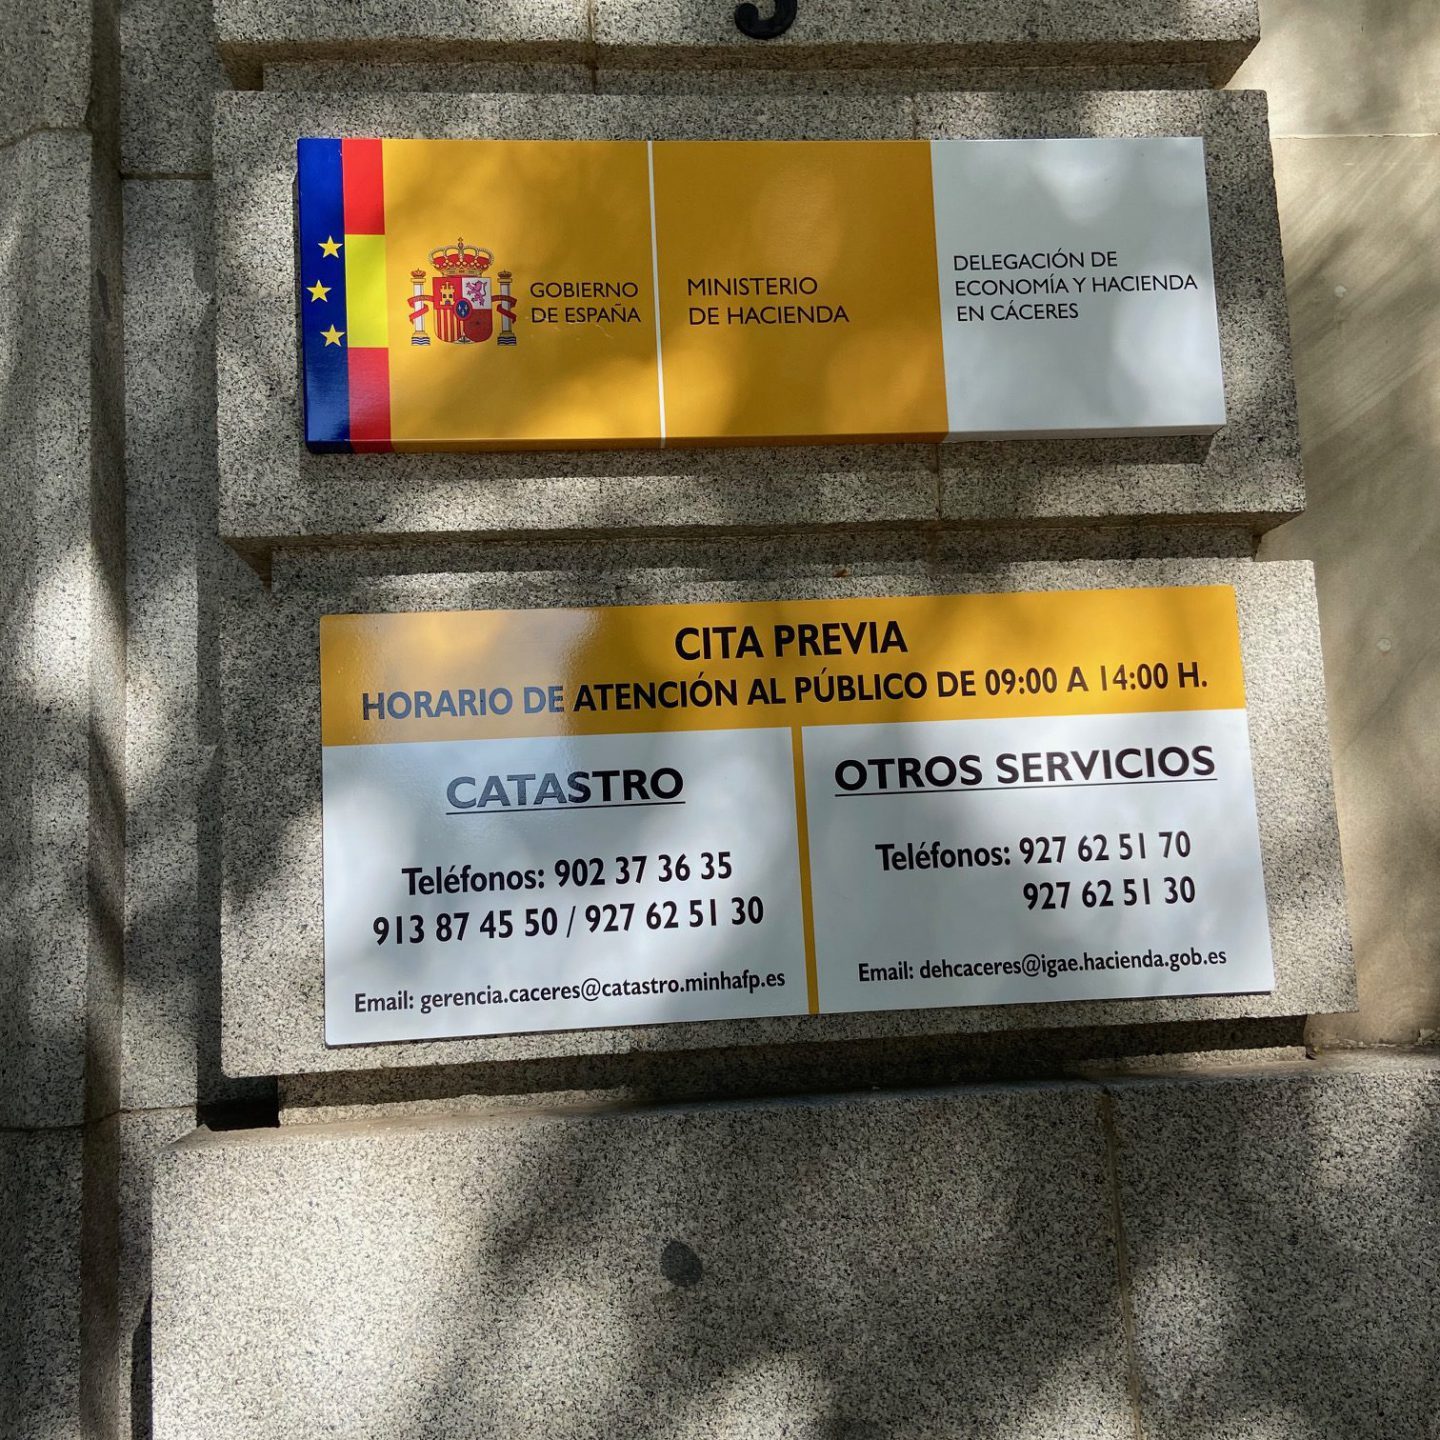 GOBIERNO
DE ESPAÑA
MINISTERIO
DE HACIENDA
DELEGACIÓN DE
ECONOMÍA Y HACIENDA
EN CÁCERES
CITA PREVIA
HORARIO DE ATENCIÓN AL PÚBLICO DE 09:00 A 14:00 H.
CATASTRO
Teléfonos: 902 37 36 35
913 87 45 50 / 927 62 51 30
Email: gerencia.caceres@catastro.minhafp.es
OTROS SERVICIOS
Teléfonos: 927 62 51 70
927 62 51 30
Email: dehcaceres@igae.hacienda.gob.es